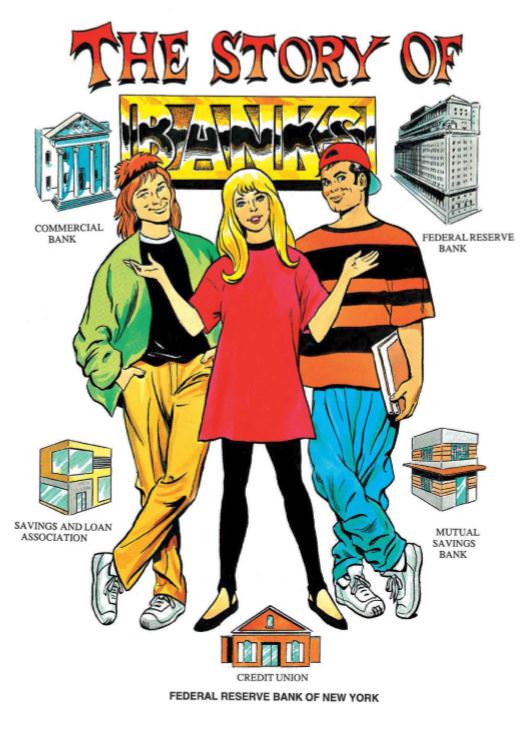 THE STORY OF
BANKS
COMMERCIAL
BANK
FEDERAL RESERVE
BANK
SAVINGS AND LOAN
ASSOCIATION
MUTUAL
SAVINGS
BANK
CREDIT UNION
FEDERAL RESERVE BANK OF NEW YORK